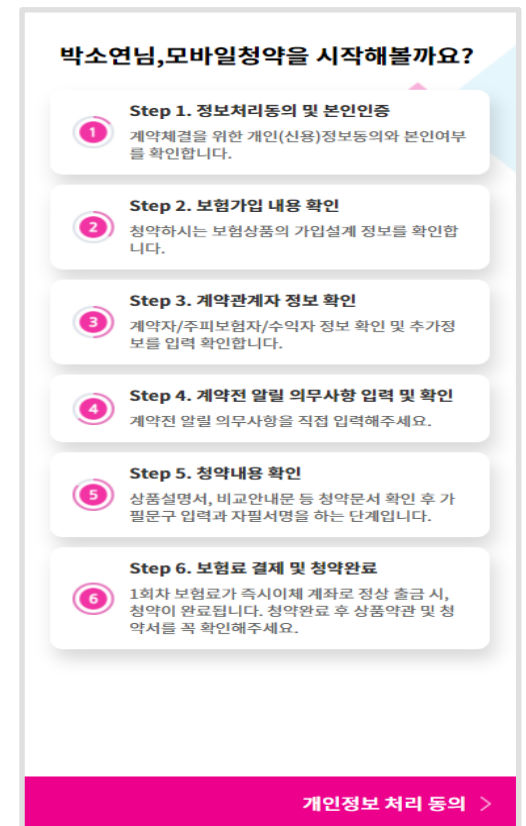 박소연님,모바일청약을 시작해볼까요?
1
Step 1. 정보처리동의 및 본인인증
계약체결을 위한 개인(신용)정보동의와 본인여부
를 확인합니다.
2
Step 2. 보험가입 내용 확인
청약하시는 보험상품의 가입설계 정보를 확인합
니다.
3
Step 3. 계약관계자 정보 확인
계약자/주피보험자/수익자 정보 확인 및 추가정
보를 입력 확인합니다.
4
Step 4. 계약전 알릴 의무사항 입력 및 확인
계약전 알릴 의무사항을 직접 입력해주세요.
5
Step 5. 청약내용 확인
상품설명서, 비교안내문 등 청약문서 확인 후 가
필문구 입력과 자필서명을 하는 단계입니다.
6
Step 6. 보험료 결제 및 청약완료
1회차 보험료가 즉시이체 계좌로 정상 출금 시,
청약이 완료됩니다. 청약완료 후 상품약관 및 청
약서를 꼭 확인해주세요.
개인정보 처리 동의 >